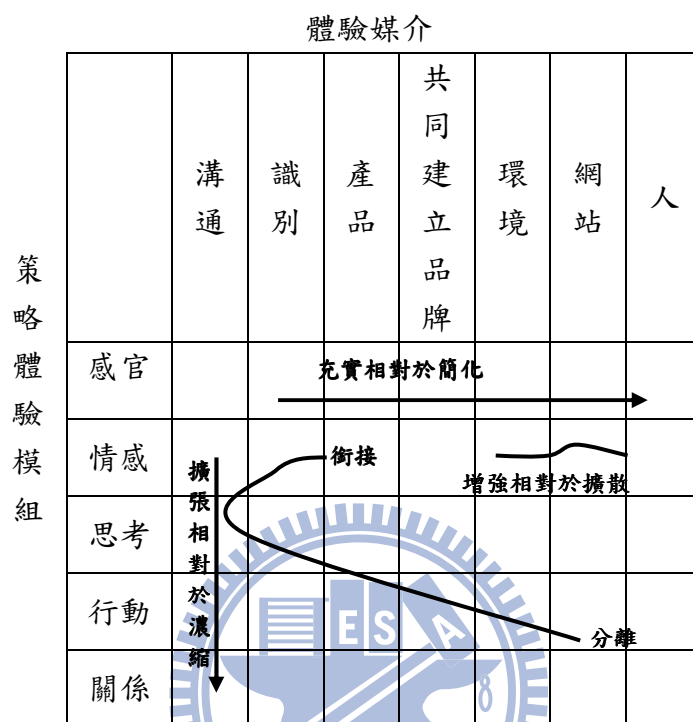 體驗媒介
策略體驗模組
溝通
識別
產品
共同建立品牌
環境
網站
人
感官
充實相對於簡化
情感
擴張相對於濃縮
銜接
增強相對於擴散
思考
行動
分離
關係
E S A
8